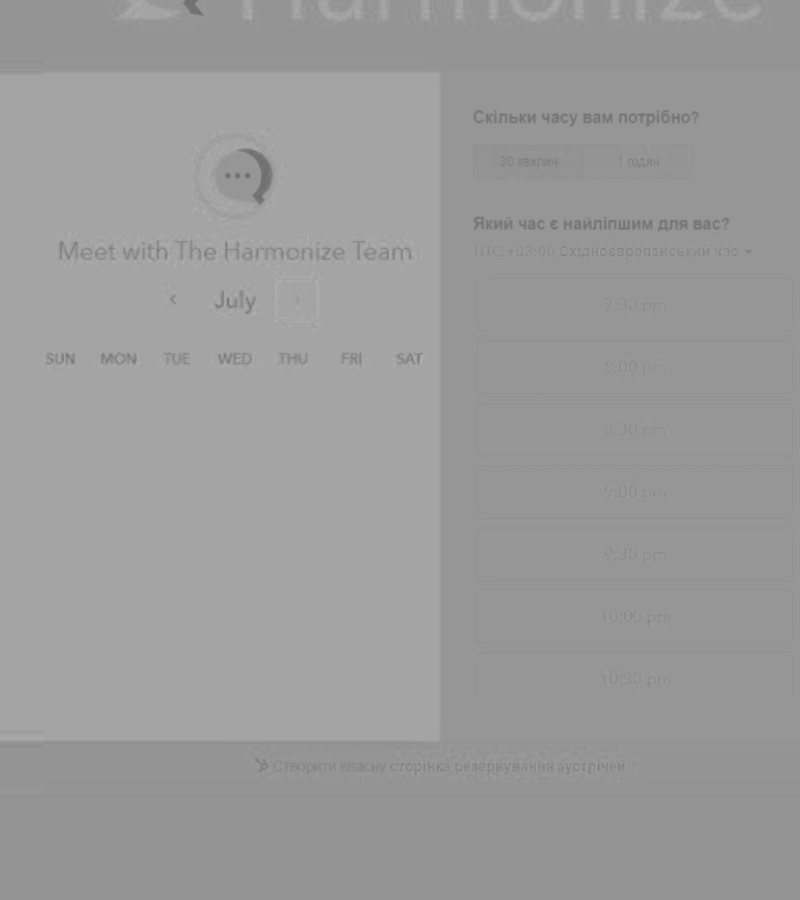 Harmonize
Meet with The Harmonize Team
July
SUN MON TUE WED THU FRI SAT
Скільки часу вам потрібно?
30 хвилин
1 годин
Який час є найліпшим для вас?
UTC +03:00 Східноєвропейський час
7:30 pm
8:00 pm
8:30 pm
9:00 pm
9:30 pm
10:00 pm
10:30 pm
Створити власну сторінка резервування зустрічей